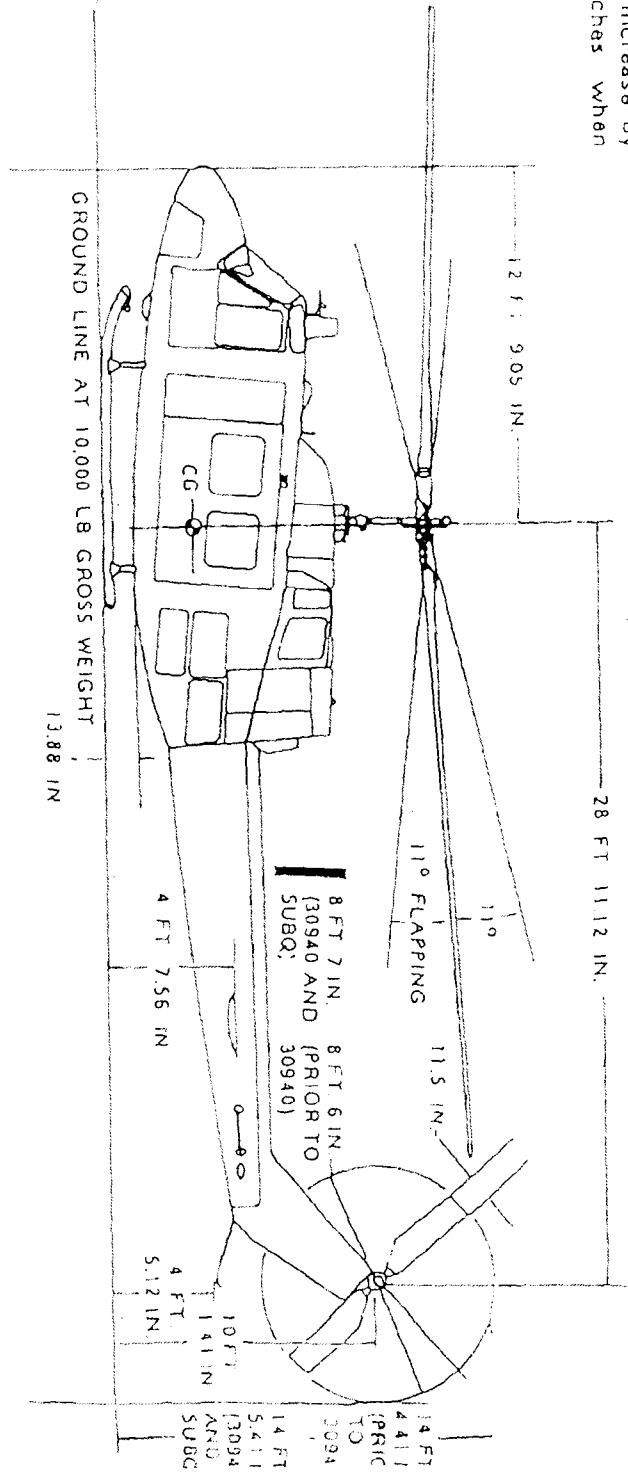 increase by
ches when
12 FT 9.05 IN.
28 FT 11.12 IN.
11°
11° FLAPPING
11.5 IN.
CG
GROUND LINE AT 10,000 LB GROSS WEIGHT
13.88 IN
8 FT 7 IN.
(30940 AND
SUBQ;
8 FT. 6 IN
(PRIOR TO
30940)
4 FT 7.56 IN
4 FT.
5.12 IN.
10 FT
1.41 IN
14 FT
4.41 I
(PRIO
TO
3094
14 FT
5.41 I
(3094
AND
SUBQ